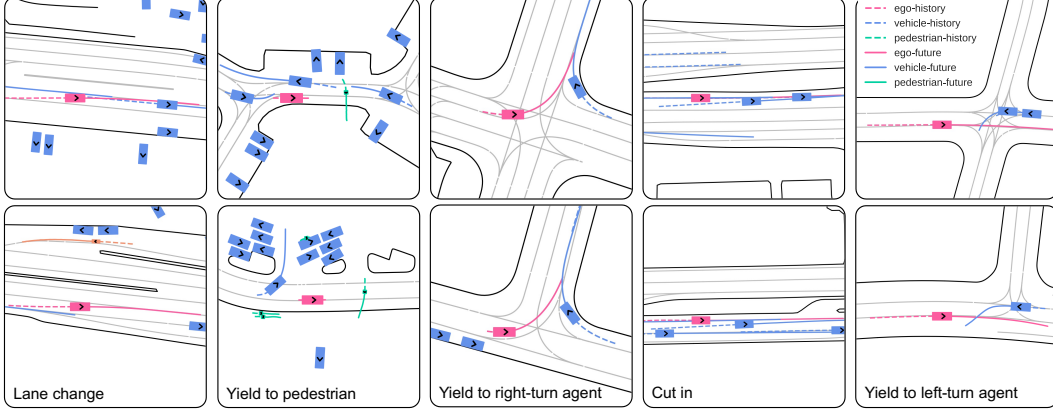 ego-history
vehicle-history
pedestrian-history
ego-future
vehicle-future
pedestrian-future
Lane change
Yield to pedestrian
Yield to right-turn agent
Cut in
Yield to left-turn agent